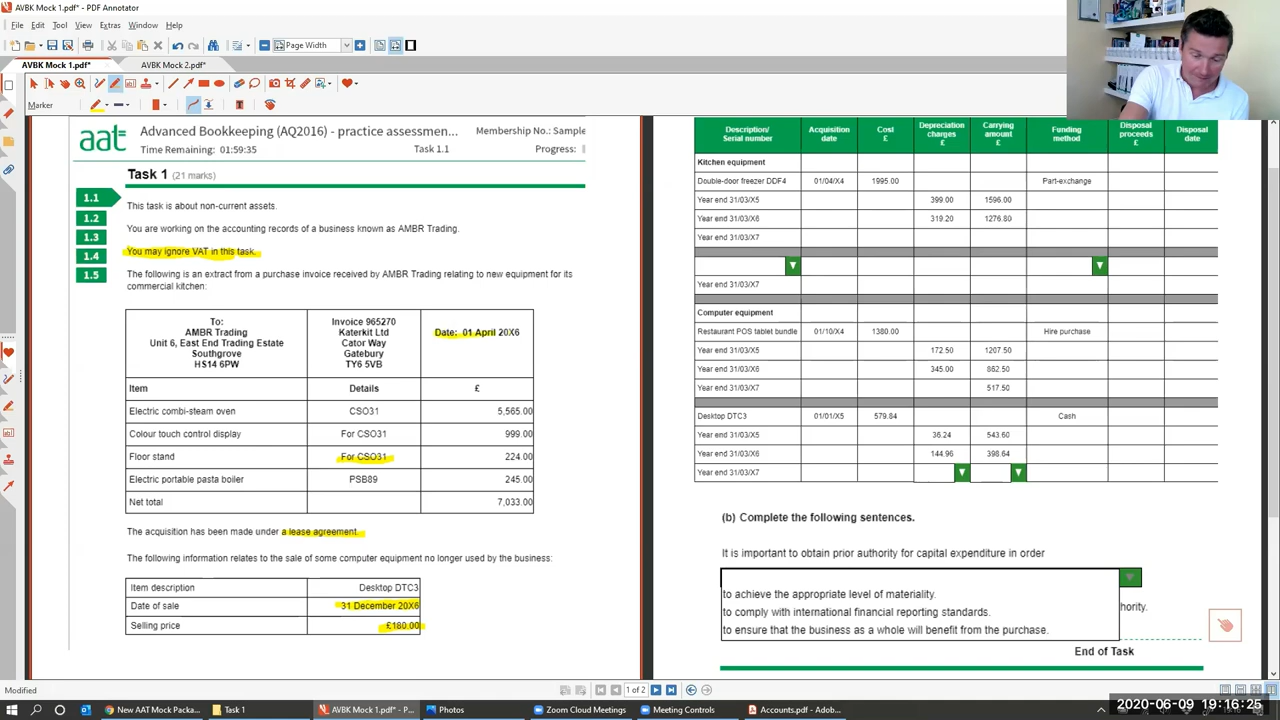 AVBK Mock 1.pdf* - PDF Annotator
File Edit Tool View Extras Window Help
Page Width
AVBK Mock 1.pdf* AVBK Mock 2.pdf*
Marker
aat Advanced Bookkeeping (AQ2016) - practice assessmen... Membership No.: Sample
Time Remaining: 01:59:35 Task 1.1 Progress:
Task 1 (21 marks)
1.1
1.2
1.3
1.4
1.5
This task is about non-current assets.
You are working on the accounting records of a business known as AMBR Trading.
You may ignore VAT in this task.
The following is an extract from a purchase invoice received by AMBR Trading relating to new equipment for its
commercial kitchen:
To:
AMBR Trading
Unit 6, East End Trading Estate
Southgrove
HS14 6PW
Invoice 965270
Katerkit Ltd
Cator Way
Gatebury
TY6 5VB
Date: 01 April 20X6
Item Details £
Electric combi-steam oven CSO31 5,565.00
Colour touch control display For CSO31 999.00
Floor stand For CSO31 224.00
Electric portable pasta boiler PSB89 245.00
Net total 7,033.00
The acquisition has been made under a lease agreement.
The following information relates to the sale of some computer equipment no longer used by the business:
Item description Desktop DTC3
Date of sale 31 December 20X6
Selling price £180.00
Description/ Serial number Acquisition date Cost £ Depreciation charges £ Carrying amount £ Funding method Disposal proceeds £ Disposal date
Kitchen equipment
Double-door freezer DDF4 01/04/X4 1995.00 Part-exchange
Year end 31/03/X5 399.00 1596.00
Year end 31/03/X6 319.20 1276.80
Year end 31/03/X7
Year end 31/03/X7
Computer equipment
Restaurant POS tablet bundle 01/10/X4 1380.00 Hire purchase
Year end 31/03/X5 172.50 1207.50
Year end 31/03/X6 345.00 862.50
Year end 31/03/X7 517.50
Desktop DTC3 01/01/X5 579.84 Cash
Year end 31/03/X5 36.24 543.60
Year end 31/03/X6 144.96 398.64
Year end 31/03/X7
(b) Complete the following sentences.
It is important to obtain prior authority for capital expenditure in order
to achieve the appropriate level of materiality.
to comply with international financial reporting standards.
to ensure that the business as a whole will benefit from the purchase.
hority.
End of Task
Modified 1 of 2
New AAT Mock Packa... Task 1 AVBK Mock 1.pdf* - P... Photos Zoom Cloud Meetings Meeting Controls Accounts.pdf - Adob...
2020-06-09 19:16:25